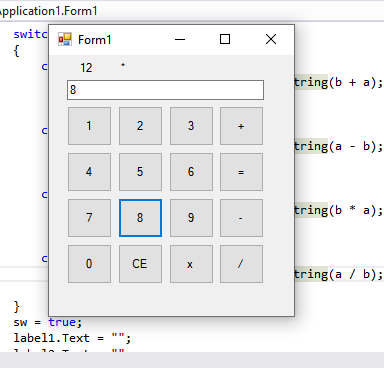 Application1.Form1
switc
{
Form1
12 *
8
c
tring(b + a);
1 2 3 +
c
tring(a - b);
4 5 6 =
c
tring(b * a);
7 8 9 -
c
0 CE x /
tring(a / b);
}
sw = true;
label1.Text = "";